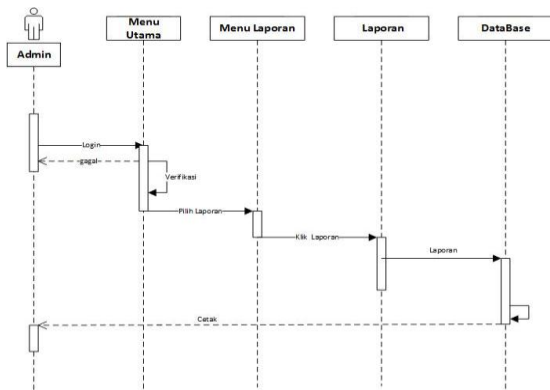 Admin
Menu
Utama
Menu Laporan
Laporan
DataBase
Login
gagal
Verifikasi
Pilih Laporan
Klik Laporan
Laporan
Cetak